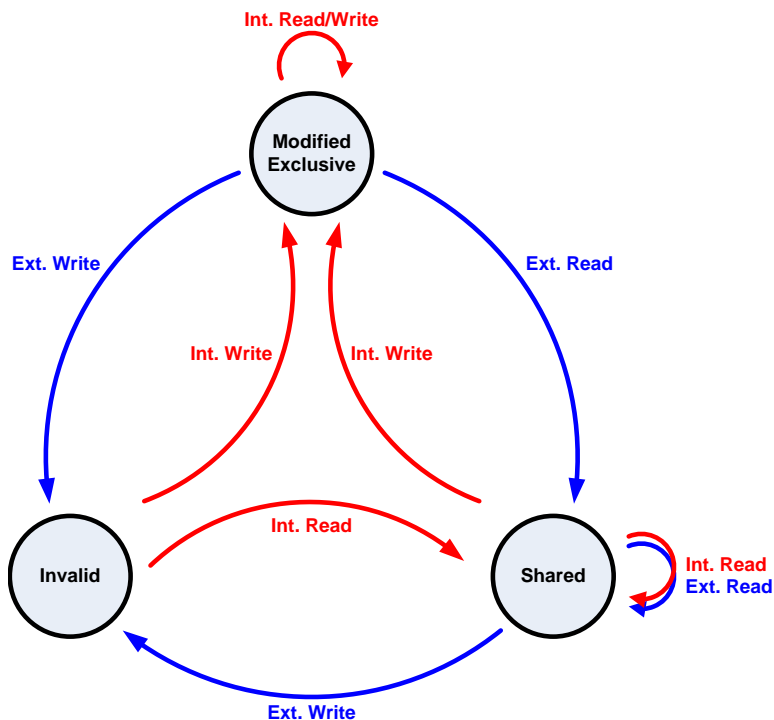 Int. Read/Write
Modified
Exclusive
Ext. Write
Ext. Read
Int. Write
Int. Write
Int. Read
Invalid
Shared
Int. Read
Ext. Read
Ext. Write